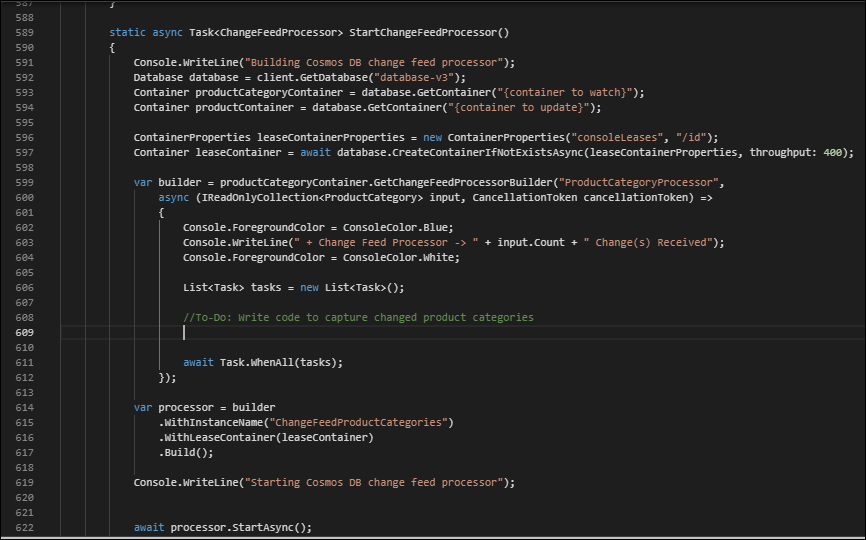 587 }
588
589 static async Task<ChangeFeedProcessor> StartChangeFeedProcessor()
590 {
591 Console.WriteLine("Building Cosmos DB change feed processor");
592 Database database = client.GetDatabase("database-v3");
593 Container productCategoryContainer = database.GetContainer("{container to watch}");
594 Container productContainer = database.GetContainer("{container to update}");
595
596 ContainerProperties leaseContainerProperties = new ContainerProperties("consoleLeases", "/id");
597 Container leaseContainer = await database.CreateContainerIfNotExistsAsync(leaseContainerProperties, throughput: 400);
598
599 var builder = productCategoryContainer.GetChangeFeedProcessorBuilder("ProductCategoryProcessor",
600 async (IReadOnlyCollection<ProductCategory> input, CancellationToken cancellationToken) =>
601 {
602 Console.ForegroundColor = ConsoleColor.Blue;
603 Console.WriteLine(" + Change Feed Processor -> " + input.Count + " Change(s) Received");
604 Console.ForegroundColor = ConsoleColor.White;
605
606 List<Task> tasks = new List<Task>();
607
608 //To-Do: Write code to capture changed product categories
609
610
611 await Task.WhenAll(tasks);
612 });
613
614 var processor = builder
615 .WithInstanceName("ChangeFeedProductCategories")
616 .WithLeaseContainer(leaseContainer)
617 .Build();
618
619 Console.WriteLine("Starting Cosmos DB change feed processor");
620
621
622 await processor.StartAsync();